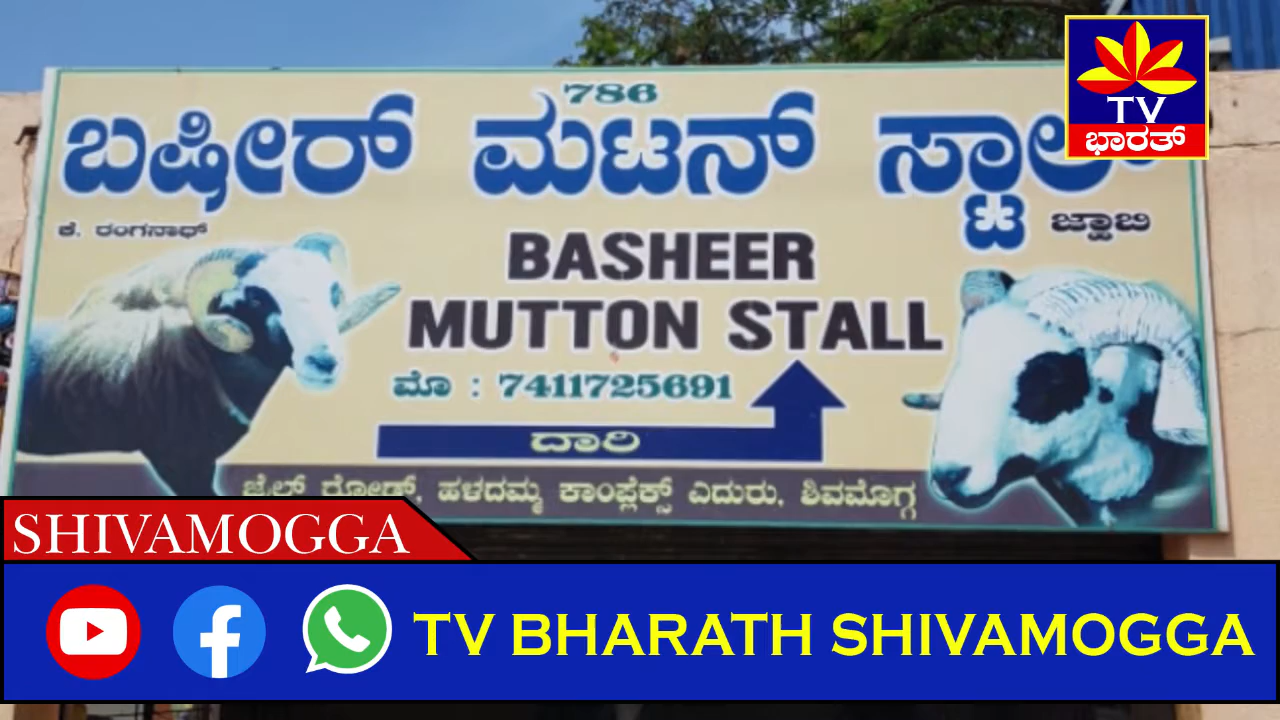 786
ಬಷೀರ್ ಮಟನ್ ಸ್ಟಾಲ್
ಕೆ. ರಂಗನಾಥ್
ಜ್ಹಾಬಿ
BASHEER
MUTTON STALL
ಮೊ : 7411725691
ದಾರಿ
ಜೈಲ್ ರೋಡ್, ಹಳದಮ್ಮ ಕಾಂಪ್ಲೆಕ್ಸ್ ಎದುರು, ಶಿವಮೊಗ್ಗ
TV
ಭಾರತ್
SHIVAMOGGA
TV BHARATH SHIVAMOGGA